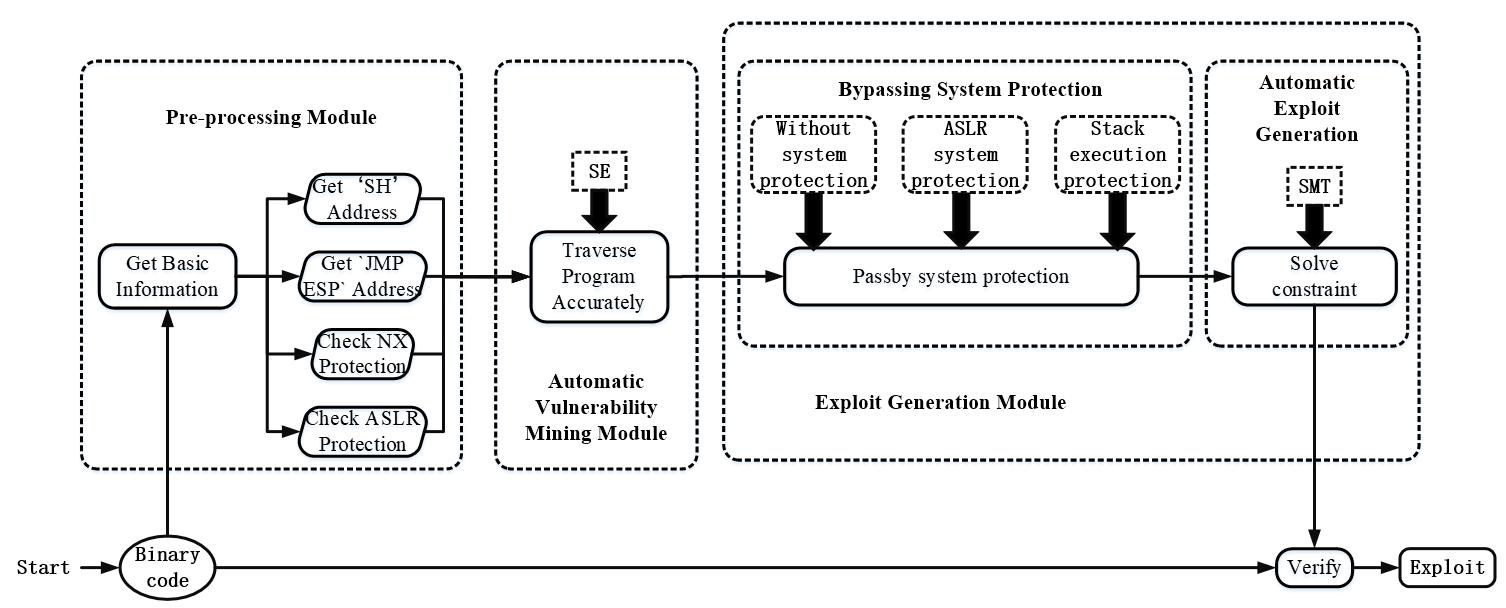 Pre-processing Module
Get Basic
Information
Get ‘SH’
Address
Get `JMP
ESP` Address
Check NX
Protection
Check ASLR
Protection
SE
Traverse
Program
Accurately
Automatic
Vulnerability
Mining Module
Bypassing System Protection
Without
system
protection
ASLR
system
protection
Stack
execution
protection
Passby system protection
Automatic
Exploit
Generation
SMT
Solve
constraint
Exploit Generation Module
Start
Binary
code
Verify
Exploit